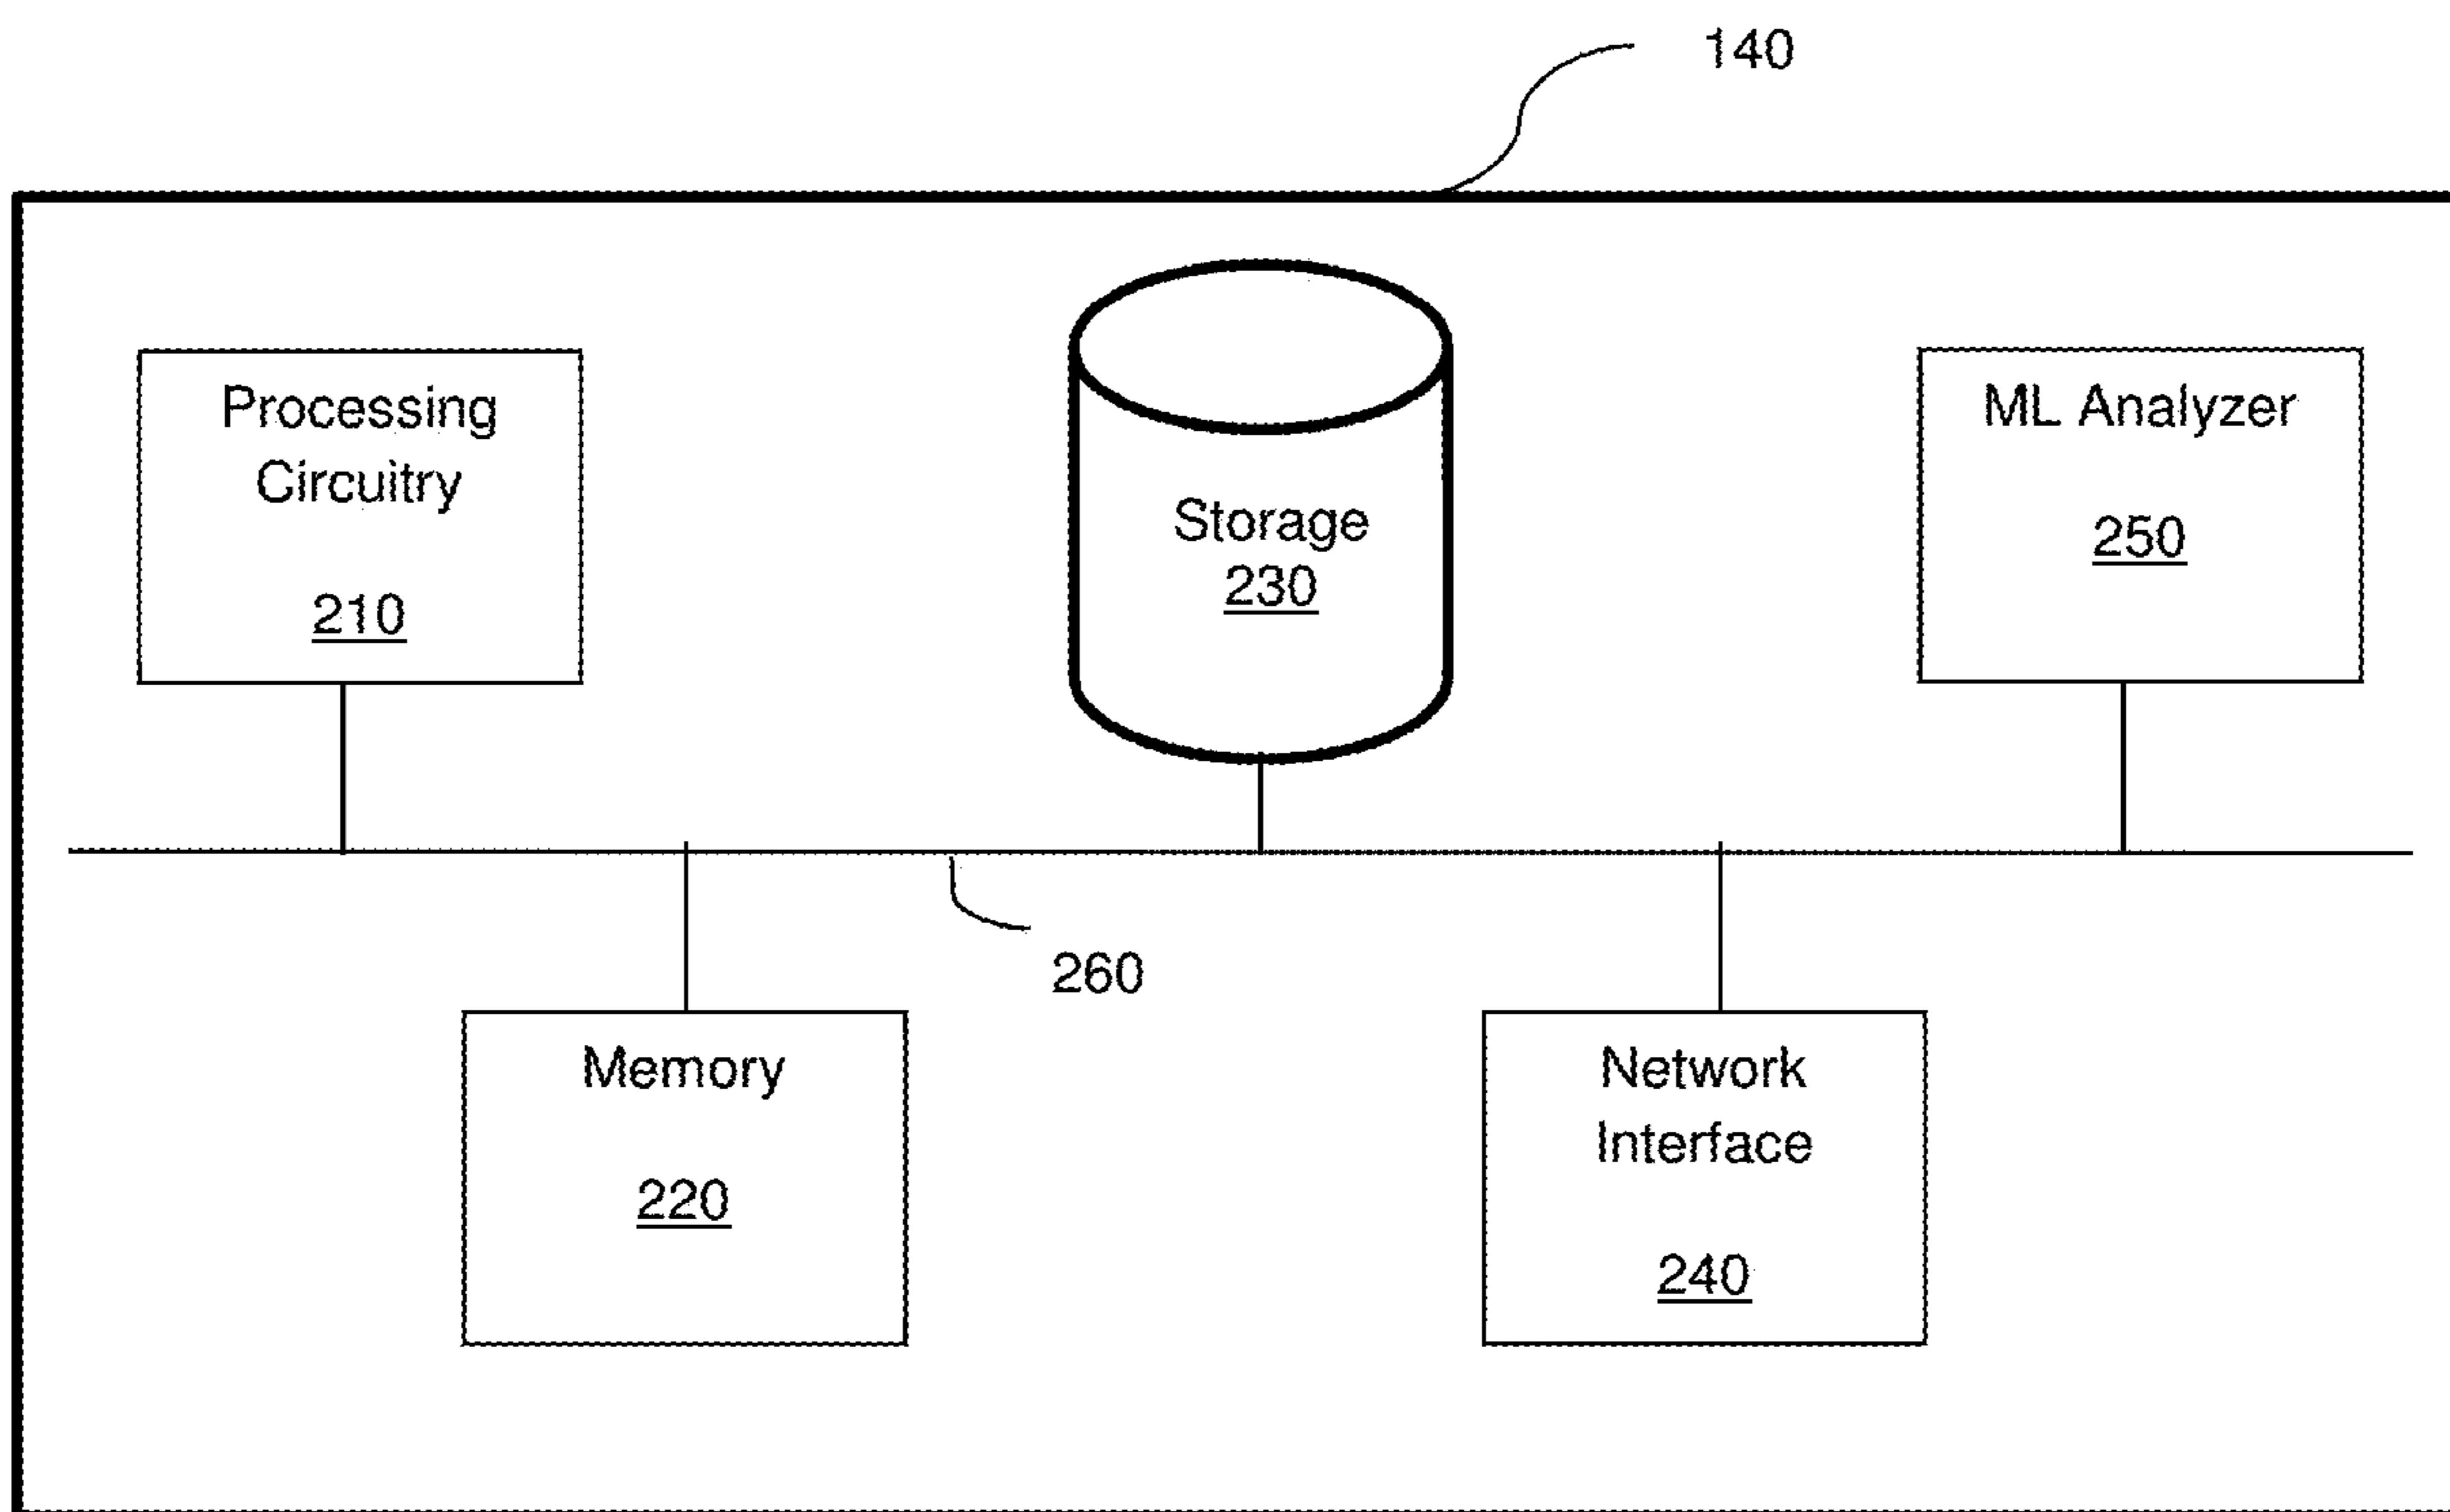 140
Processing
Circuitry
210
Storage
230
ML Analyzer
250
260
Memory
220
Network
Interface
240